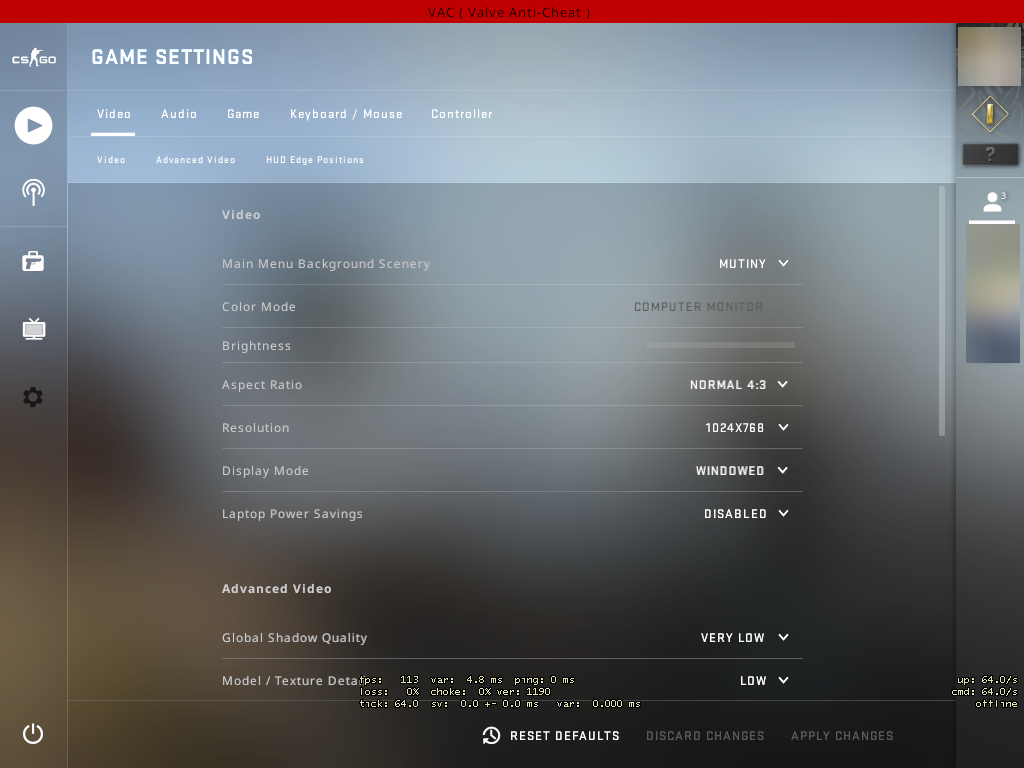 VAC ( Valve Anti-Cheat )
CS GO
GAME SETTINGS
Video Audio Game Keyboard / Mouse Controller
Video Advanced Video HUD Edge Positions
?
3
Video
Main Menu Background Scenery MUTINY
Color Mode COMPUTER MONITOR
Brightness
Aspect Ratio NORMAL 4:3
Resolution 1024X768
Display Mode WINDOWED
Laptop Power Savings DISABLED
Advanced Video
Global Shadow Quality VERY LOW
Model / Texture Detail LOW
fps: 113 var: 4.8 ms ping: 0 ms up: 64.0/s
loss: 0% choke: 0% ver: 1190 cmd: 64.0/s
tick: 64.0 sv: 0.0 +- 0.0 ms var: 0.000 ms offline
RESET DEFAULTS DISCARD CHANGES APPLY CHANGES